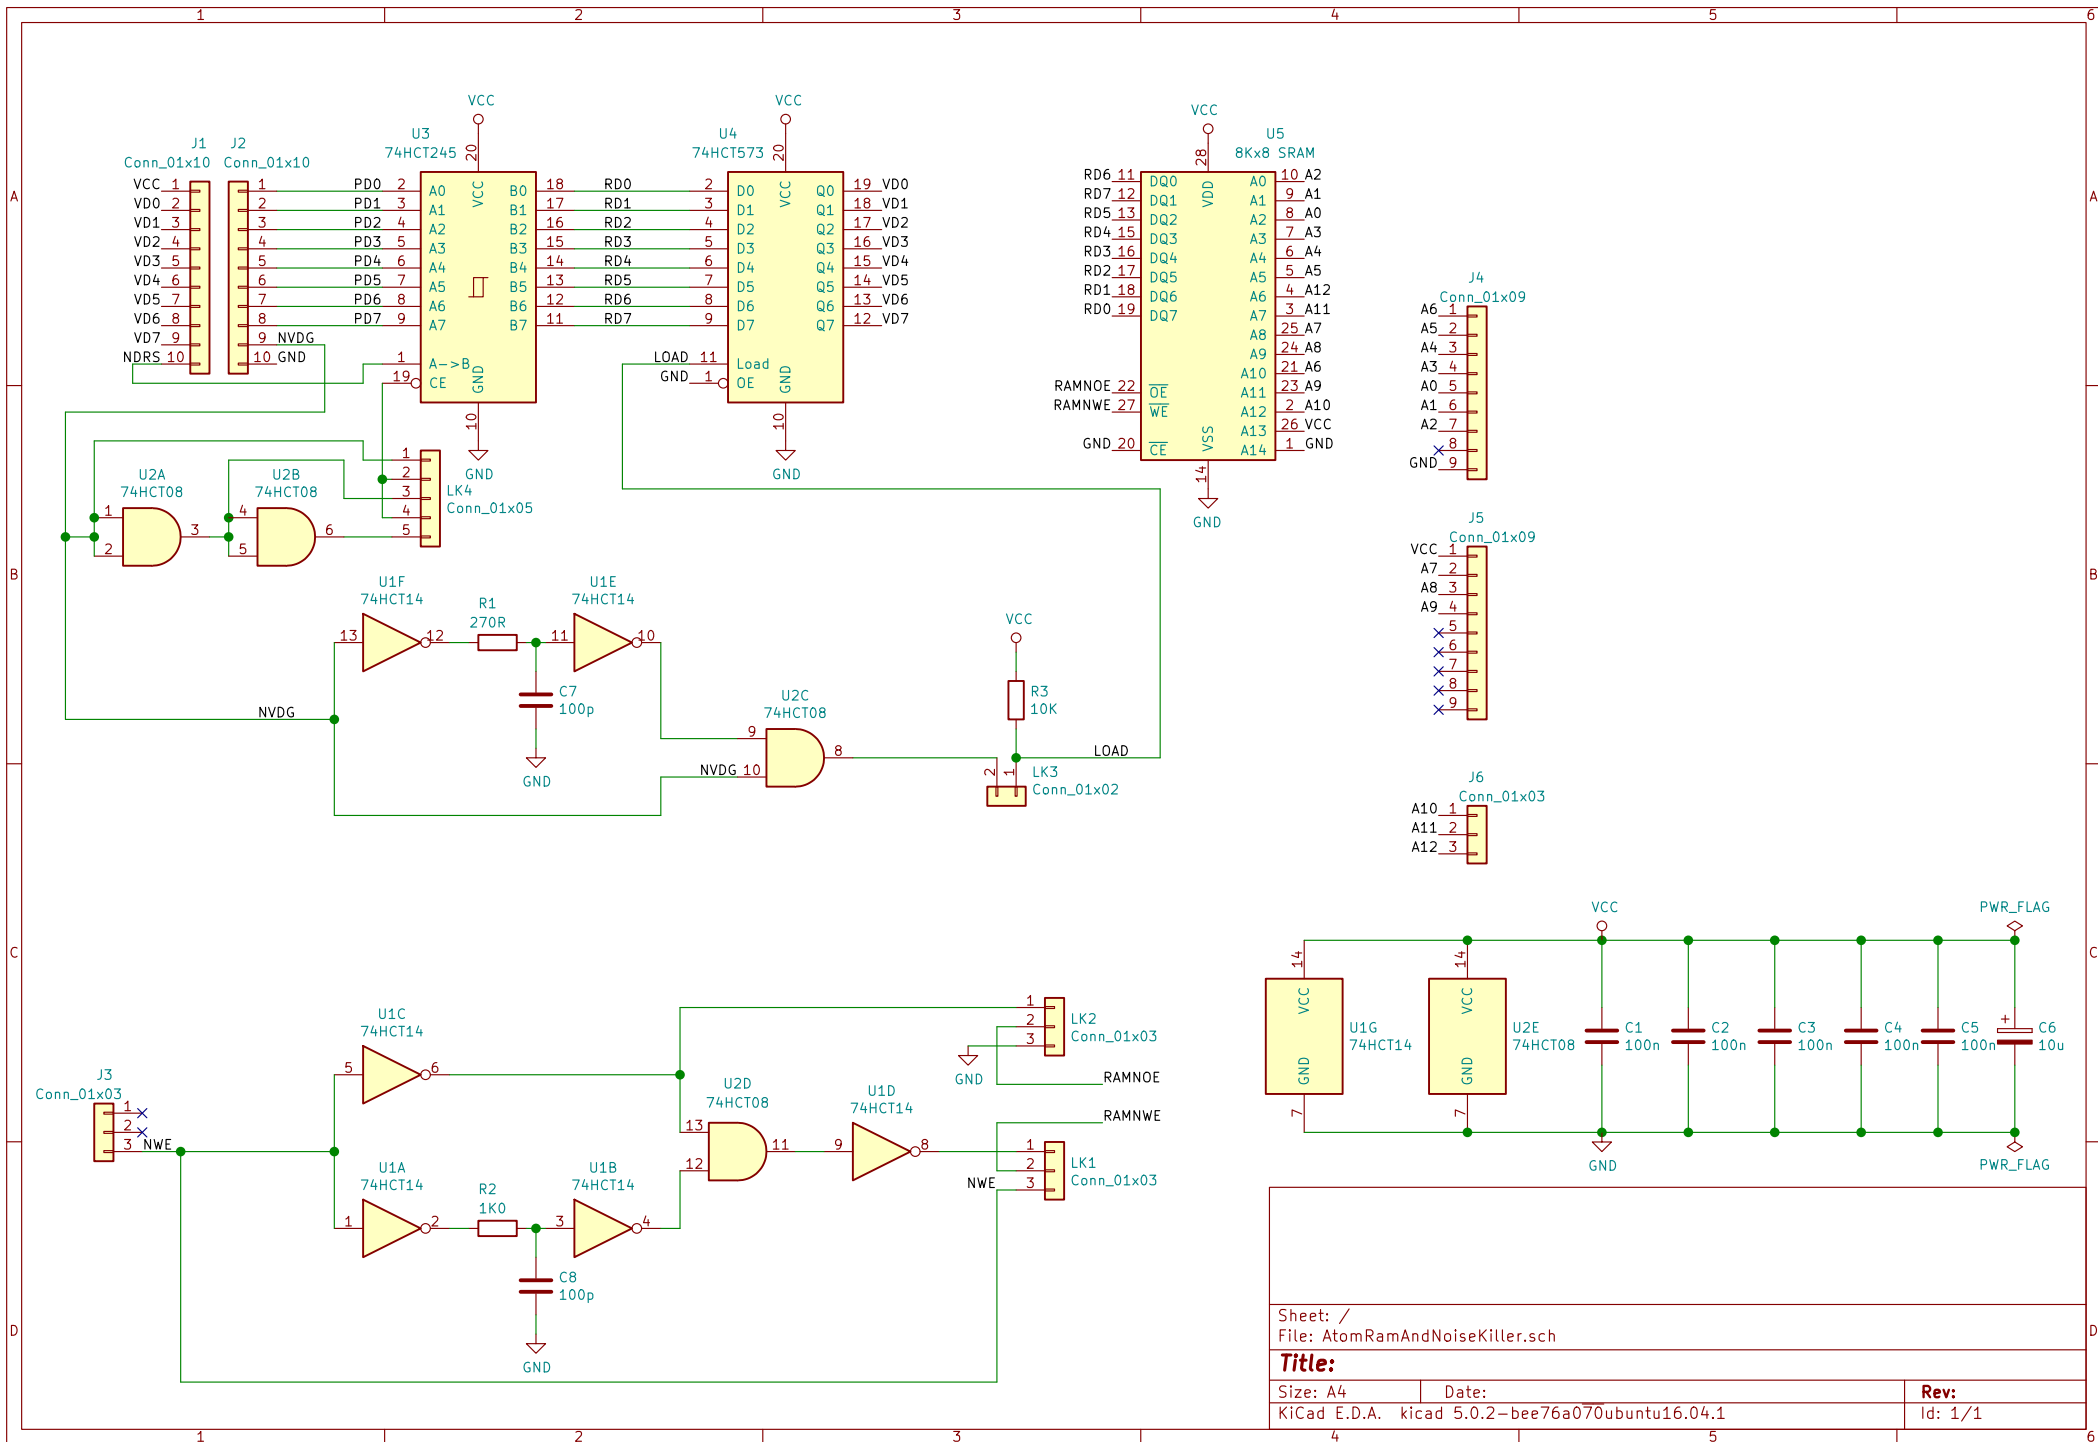 1 2 3 4 5 6
A
B
C
D
A
B
C
D
1 2 3 4 5 6
J1
Conn_01x10
VCC 1
VD0 2
VD1 3
VD2 4
VD3 5
VD4 6
VD5 7
VD6 8
VD7 9
NDRS 10
J2
Conn_01x10
1
2
3
4
5
6
7
8
9 NVDG
10 GND
VCC
U3
74HCT245
20
VCC
PD0 2 A0 B0 18 RD0
PD1 3 A1 B1 17 RD1
PD2 4 A2 B2 16 RD2
PD3 5 A3 B3 15 RD3
PD4 6 A4 B4 14 RD4
PD5 7 A5 B5 13 RD5
PD6 8 A6 B6 12 RD6
PD7 9 A7 B7 11 RD7
1 A->B
19 CE
GND
10
GND
VCC
U4
74HCT573
20
VCC
2 D0 Q0 19 VD0
3 D1 Q1 18 VD1
4 D2 Q2 17 VD2
5 D3 Q3 16 VD3
6 D4 Q4 15 VD4
7 D5 Q5 14 VD5
8 D6 Q6 13 VD6
9 D7 Q7 12 VD7
LOAD 11 Load
GND 1 OE
GND
10
GND
VCC
U5
8Kx8 SRAM
28
VDD
RD6 11 DQ0 A0 10 A2
RD7 12 DQ1 A1 9 A1
RD5 13 DQ2 A2 8 A0
RD4 15 DQ3 A3 7 A3
RD3 16 DQ4 A4 6 A4
RD2 17 DQ5 A5 5 A5
RD1 18 DQ6 A6 4 A12
RD0 19 DQ7 A7 3 A11
A8 25 A7
A9 24 A8
A10 21 A6
RAMNOE 22 OE A11 23 A9
RAMNWE 27 WE A12 2 A10
A13 26 VCC
GND 20 CE A14 1 GND
VSS
14
GND
J4
Conn_01x09
A6 1
A5 2
A4 3
A3 4
A0 5
A1 6
A2 7
8
GND 9
J5
Conn_01x09
VCC 1
A7 2
A8 3
A9 4
5
6
7
8
9
J6
Conn_01x03
A10 1
A11 2
A12 3
U2A
74HCT08
1
2
3
U2B
74HCT08
4
5
6
1
2
3
4
5
LK4
Conn_01x05
U1F
74HCT14
13 12
R1
270R
U1E
74HCT14
11 10
C7
100p
GND
NVDG
U2C
74HCT08
9
NVDG 10
8
VCC
R3
10K
LOAD
2 1
LK3
Conn_01x02
J3
Conn_01x03
1
2
3 NWE
U1C
74HCT14
5 6
U1A
74HCT14
1 2
R2
1K0
U1B
74HCT14
3 4
C8
100p
GND
U2D
74HCT08
13
12
11
U1D
74HCT14
9 8
1
2
3
LK2
Conn_01x03
GND
RAMNOE
RAMNWE
1
2
NWE 3
LK1
Conn_01x03
VCC
PWR_FLAG
14
VCC
GND
7
U1G
74HCT14
14
VCC
GND
7
U2E
74HCT08
C1
100n
C2
100n
C3
100n
C4
100n
C5
100n
+
C6
10u
GND
PWR_FLAG
Sheet: /
File: AtomRamAndNoiseKiller.sch
Title:
Size: A4 Date: Rev:
KiCad E.D.A. kicad 5.0.2-bee76a070ubuntu16.04.1 Id: 1/1